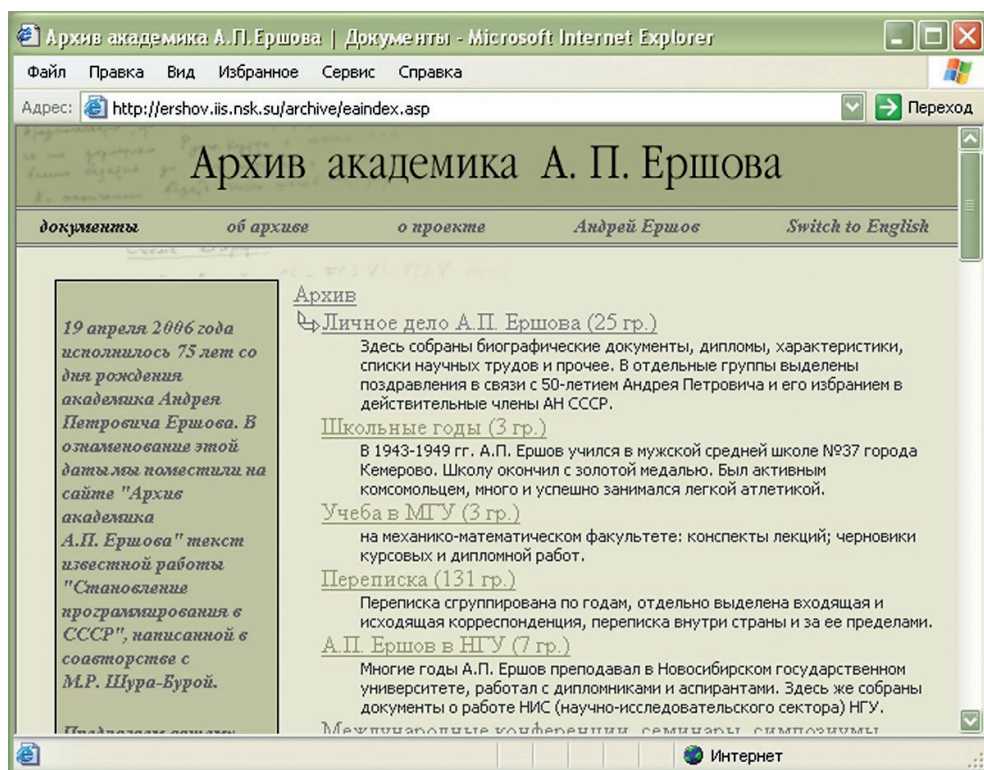 Архив академика А.П.Ершова | Документы - Microsoft Internet Explorer
Файл Правка Вид Избранное Сервис Справка
Адрес: http://ershov.iis.nsk.su/archive/eaindex.asp Переход
Архив академика А. П. Ершова
документы об архиве о проекте Андрей Ершов Switch to English
19 апреля 2006 года
исполнилось 75 лет со
дня рождения
академика Андрея
Петровича Ершова. В
ознаменование этой
даты мы поместили на
сайте "Архив
академика
А.П. Ершова" текст
известной работы
"Становление
программирования в
СССР", написанной в
соавторстве с
М.Р. Шура-Бурой.
Предлагаем вашему
Архив
Личное дело А.П. Ершова (25 гр.)
Здесь собраны биографические документы, дипломы, характеристики,
списки научных трудов и прочее. В отдельные группы выделены
поздравления в связи с 50-летием Андрея Петровича и его избранием в
действительные члены АН СССР.
Школьные годы (3 гр.)
В 1943-1949 гг. А.П. Ершов учился в мужской средней школе №37 города
Кемерово. Школу окончил с золотой медалью. Был активным
комсомольцем, много и успешно занимался легкой атлетикой.
Учеба в МГУ (3 гр.)
на механико-математическом факультете: конспекты лекций; черновики
курсовых и дипломной работ.
Переписка (131 гр.)
Переписка сгруппирована по годам, отдельно выделена входящая и
исходящая корреспонденция, переписка внутри страны и за ее пределами.
А.П. Ершов в НГУ (7 гр.)
Многие годы А.П. Ершов преподавал в Новосибирском государственном
университете, работал с дипломниками и аспирантами. Здесь же собраны
документы о работе НИС (научно-исследовательского сектора) НГУ.
Международные конференции, семинары, симпозиумы
Интернет